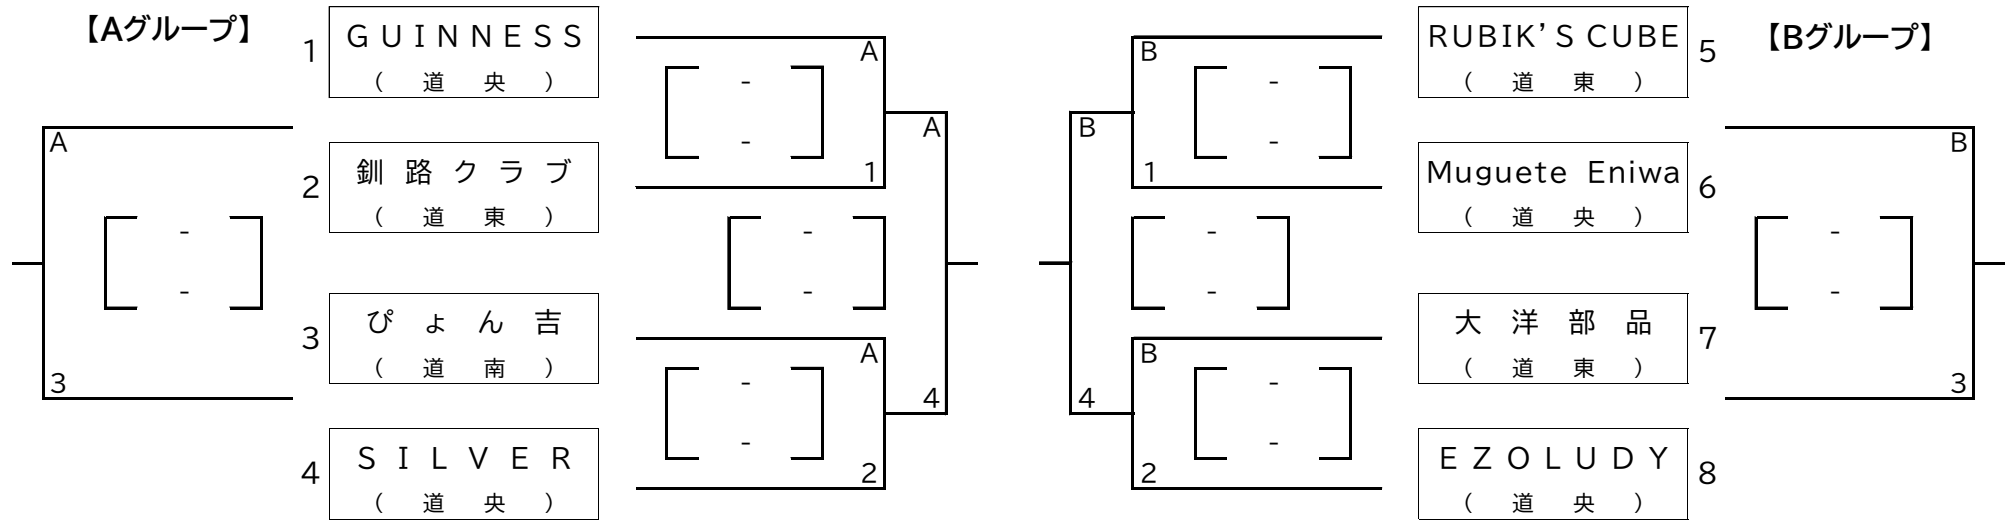 【Aグループ】
1 GUINNESS
(道央)
2 釧路クラブ
(道東)
3 ぴょん吉
(道南)
4 SILVER
(道央)
A
-
-
3
A
-
-
1
A
-
-
4
A
-
-
2
【Bグループ】
RUBIK'S CUBE 5
(道東)
Muguete Eniwa 6
(道央)
大洋部品 7
(道東)
EZOLUDY 8
(道央)
B
-
-
1
B
-
-
4
B
-
-
2
B
-
-
3